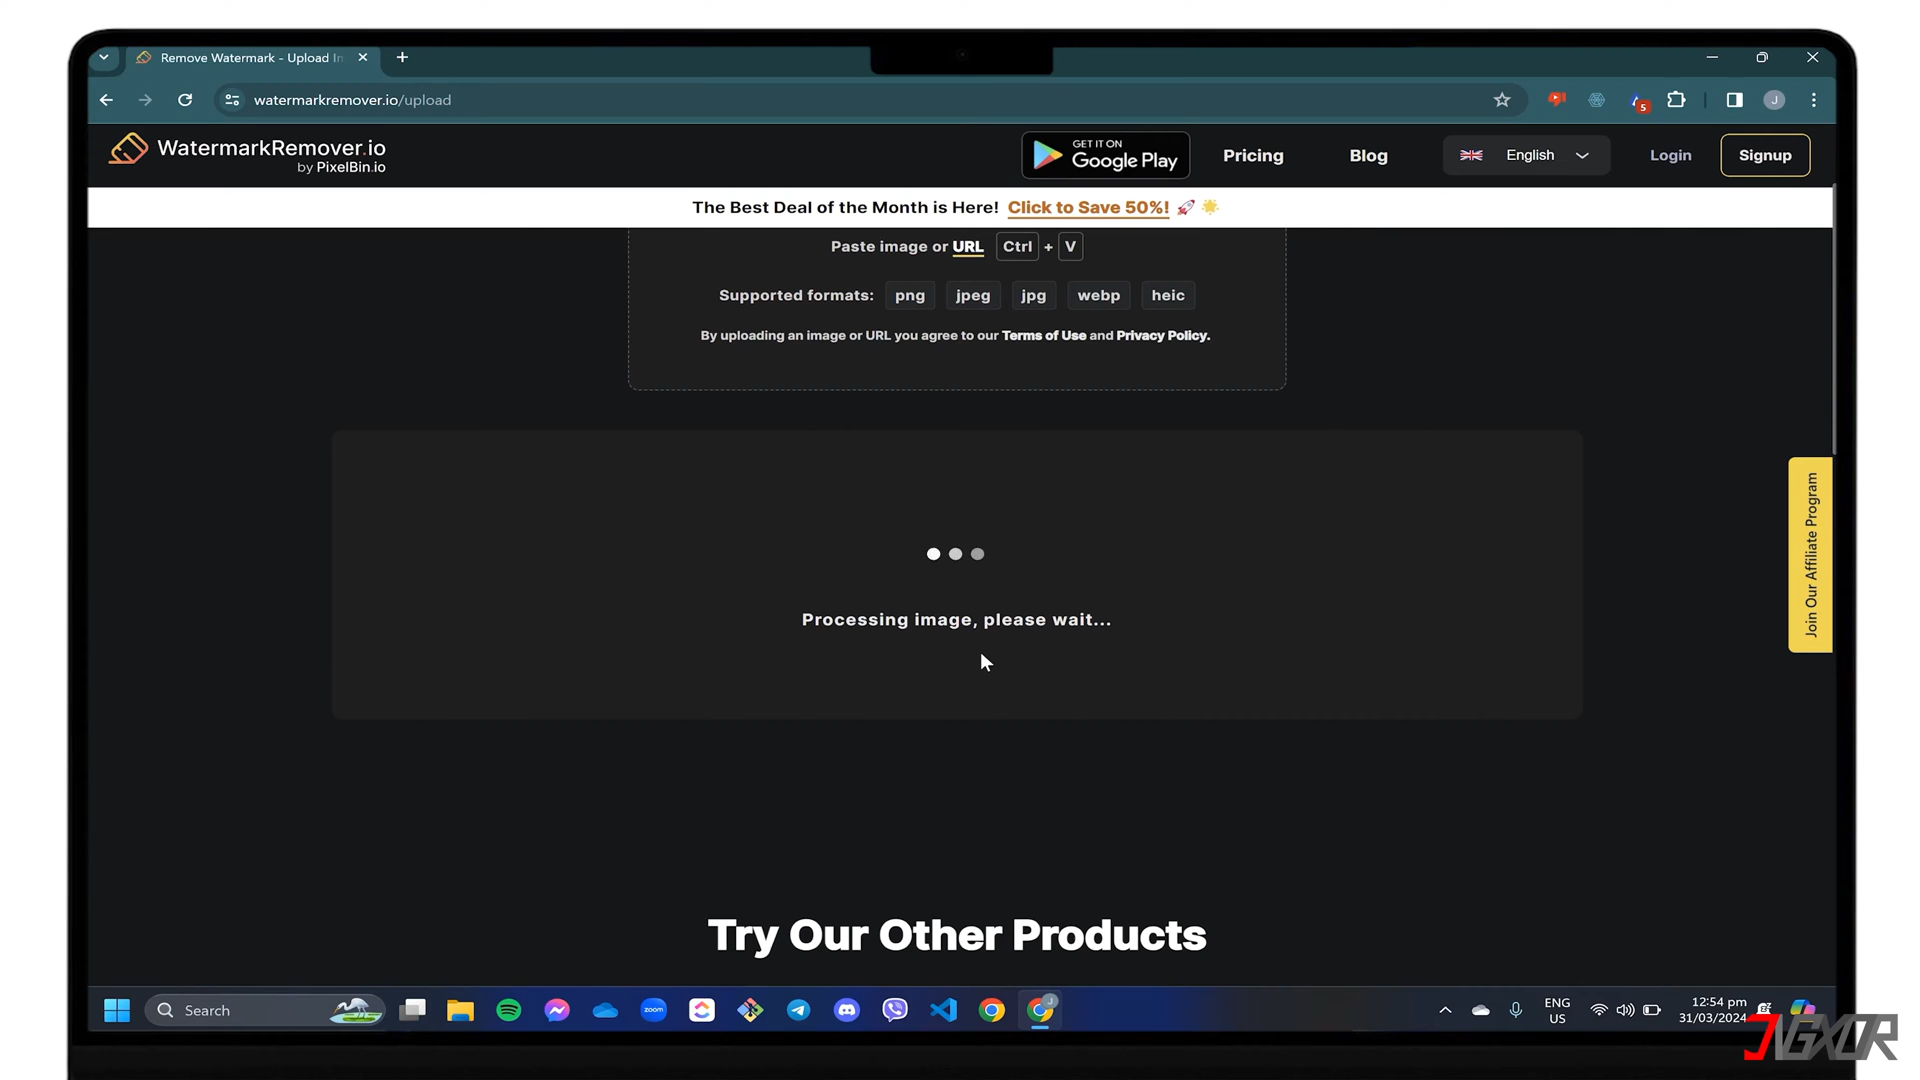 Remove Watermark - Upload Im
watermarkremover.io/upload
5
J
WatermarkRemover.io
by PixelBin.io
GET IT ON
Google Play
Pricing
Blog
English
Login
Signup
The Best Deal of the Month is Here! Click to Save 50%!
Paste image or URL Ctrl + V
Supported formats: png jpeg jpg webp heic
By uploading an image or URL you agree to our Terms of Use and Privacy Policy.
Join Our Affiliate Program
Processing image, please wait...
Try Our Other Products
Search
zoom
J
ENG
US
12:54 pm
31/03/2024
JNGXOR